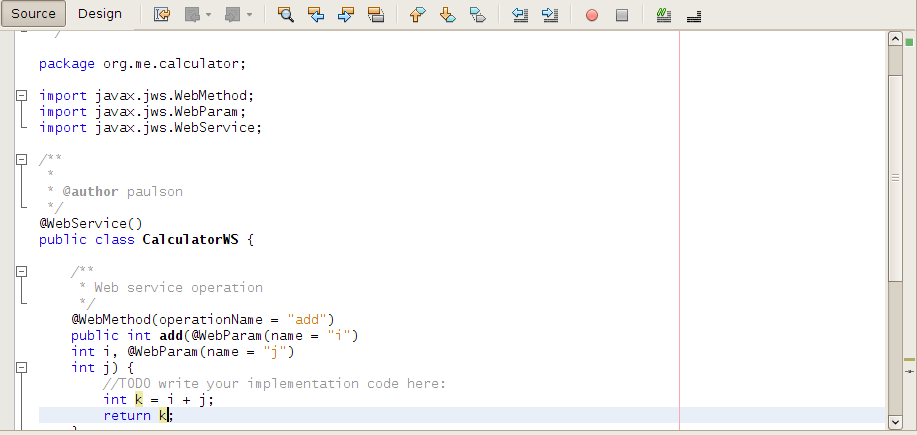 Source Design
*/
package org.me.calculator;
import javax.jws.WebMethod;
import javax.jws.WebParam;
import javax.jws.WebService;
/**
*
* @author paulson
*/
@WebService()
public class CalculatorWS {
/**
* Web service operation
*/
@WebMethod(operationName = "add")
public int add(@WebParam(name = "i")
int i, @WebParam(name = "j")
int j) {
//TODO write your implementation code here:
int k = i + j;
return k;
}